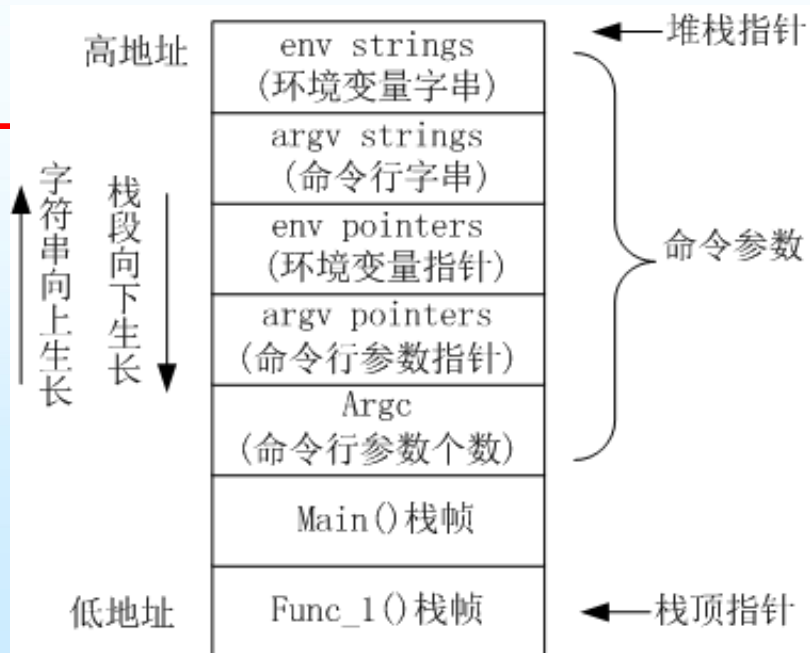 高地址
env strings
(环境变量字串)
堆栈指针
argv strings
(命令行字串)
字符串向上生长
栈段向下生长
env pointers
(环境变量指针)
命令参数
argv pointers
(命令行参数指针)
Argc
(命令行参数个数)
Main()栈帧
低地址
Func_1()栈帧
栈顶指针